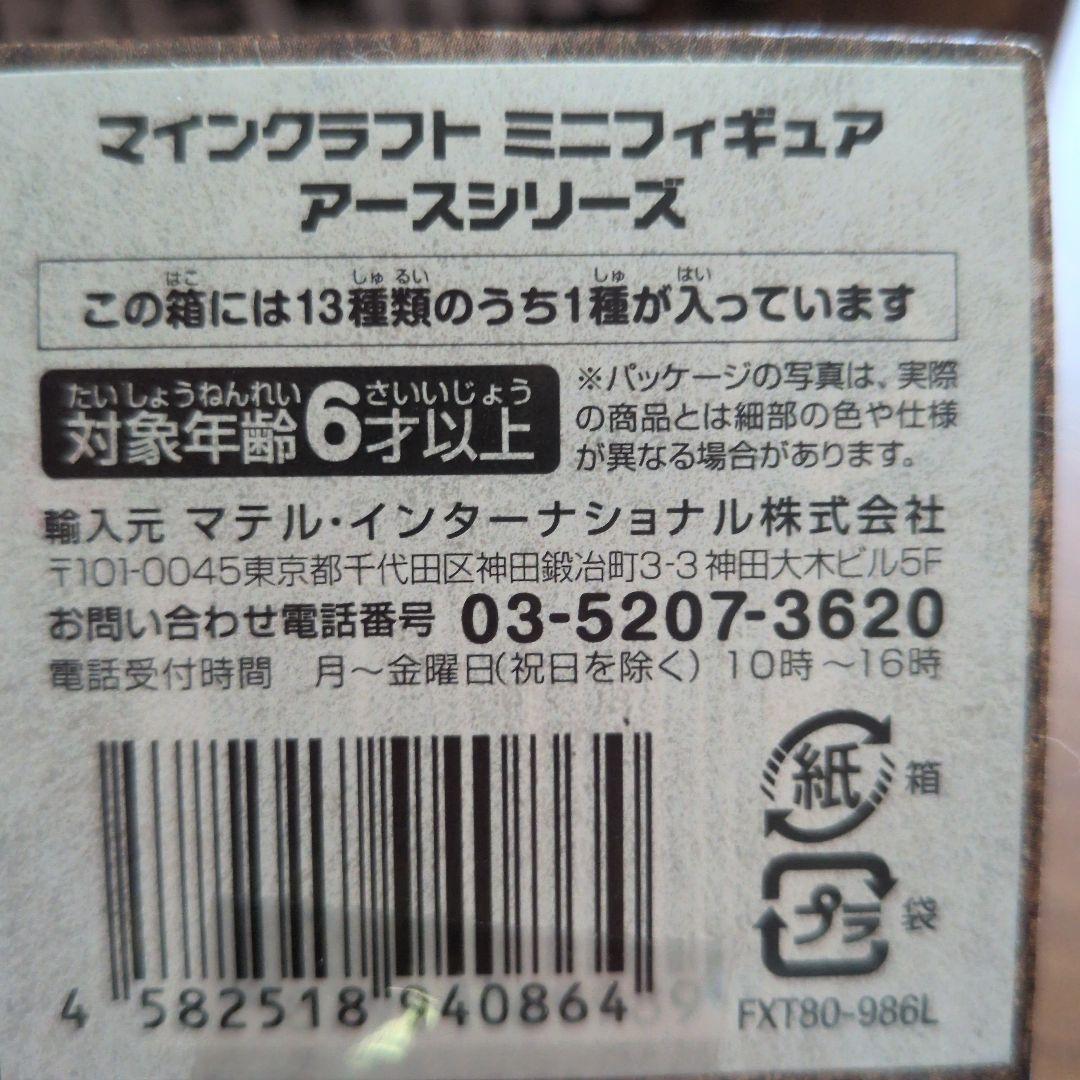 マインクラフト ミニフィギュア
アースシリーズ
はこ しゅ るい しゅ はい
この箱には13種類のうち1種が入っています
たいしょうねんれい さいいじょう
対象年齢6才以上
※パッケージの写真は、実際
の商品とは細部の色や仕様
が異なる場合があります。
輸入元 マテル・インターナショナル株式会社
〒101-0045東京都千代田区神田鍛冶町3-3 神田大木ビル5F
お問い合わせ電話番号 03-5207-3620
電話受付時間 月～金曜日(祝日を除く) 10時～16時
紙 箱
プラ 袋
4 582518 940864
FXT80-986L